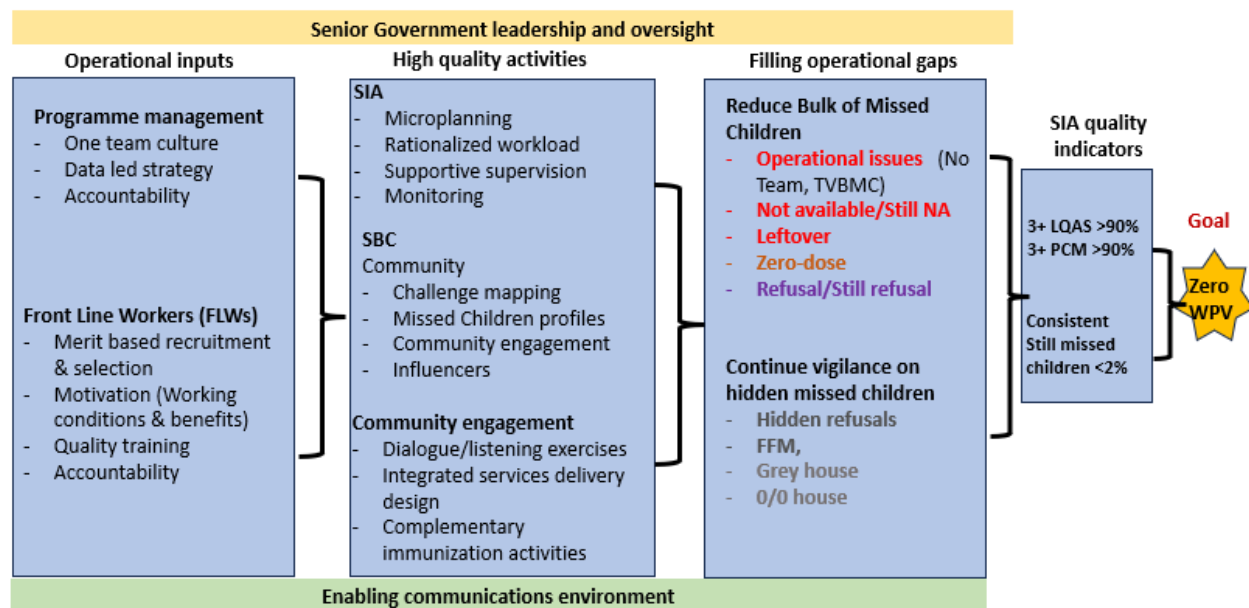 Senior Government leadership and oversight
Operational inputs
Programme management
- One team culture
- Data led strategy
- Accountability
Front Line Workers (FLWs)
- Merit based recruitment
& selection
- Motivation (Working
conditions & benefits)
- Quality training
- Accountability
High quality activities
SIA
- Microplanning
- Rationalized workload
- Supportive supervision
- Monitoring
SBC
Community
- Challenge mapping
- Missed Children profiles
- Community engagement
- Influencers
Community engagement
- Dialogue/listening exercises
- Integrated services delivery
design
- Complementary
immunization activities
Filling operational gaps
Reduce Bulk of Missed
Children
- Operational issues (No
Team, TVBMC)
- Not available/Still NA
- Leftover
- Zero-dose
- Refusal/Still refusal
Continue vigilance on
hidden missed children
- Hidden refusals
- FFM,
- Grey house
- 0/0 house
SIA quality
indicators
3+ LQAS >90%
3+ PCM >90%
Consistent
Still missed
children <2%
Goal
Zero
WPV
Enabling communications environment